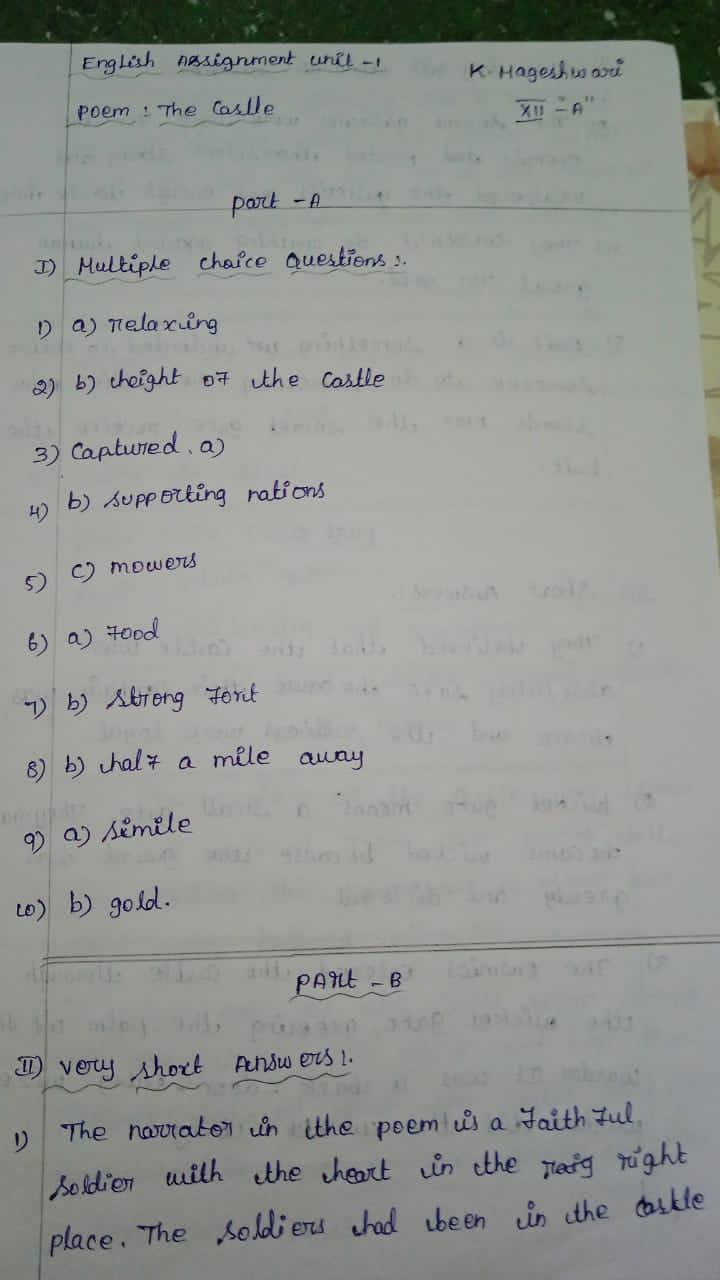 English Assignment unit -1
K. Hageshwari
Poem : The Castle
XII - "A"
Part - A
I) Multiple choice Questions :.
1) a) relaxing
2) b) height of the castle
3) Captured. a)
4) b) supporting nations
5) c) mowers
6) a) food
7) b) strong fort
8) b) half a mile away
9) a) simile
10) b) gold.
PArt - B
II) very short Answers :.
1) The narrator in the poem is a faithful
soldier with the heart in the right
place. The soldiers had been in the castle